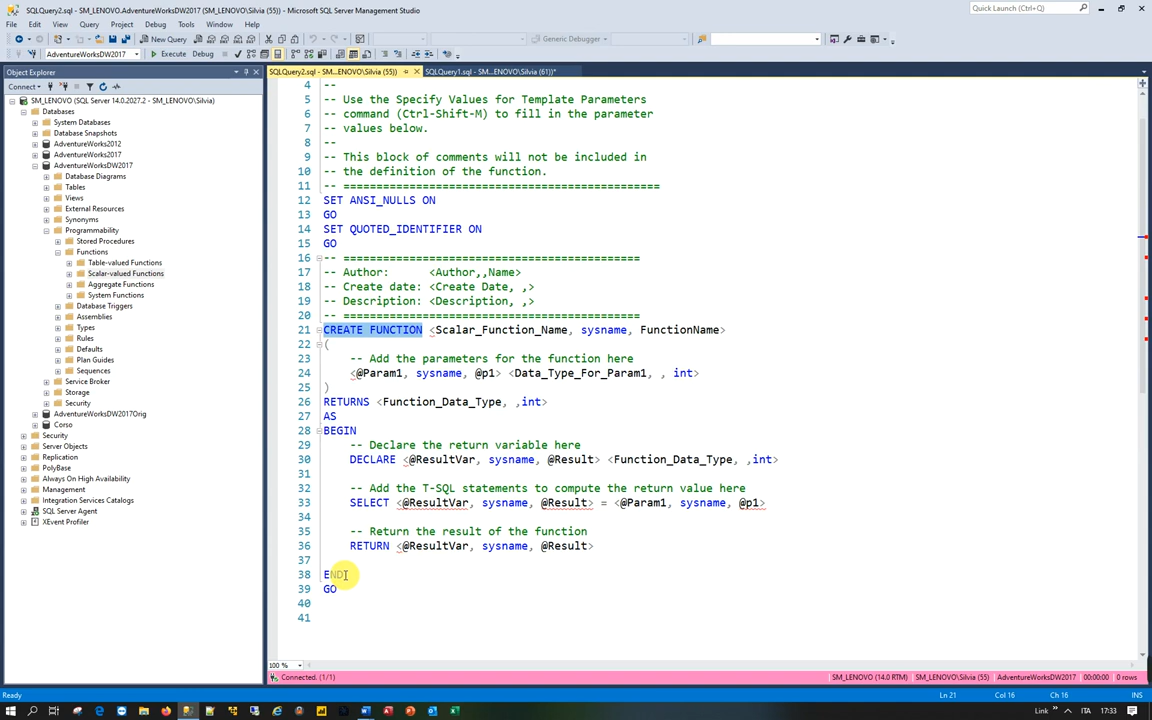 SQLQuery2.sql - SM_LENOVO.AdventureWorksDW2017 (SM_LENOVO\Silvia (55)) - Microsoft SQL Server Management Studio
Quick Launch (Ctrl+Q)
File Edit View Query Project Debug Tools Window Help
New Query
Generic Debugger
AdventureWorksDW2017
Execute Debug
Object Explorer
Connect
SM_LENOVO (SQL Server 14.0.2027.2 - SM_LENOVO\Silvia)
Databases
System Databases
Database Snapshots
AdventureWorks2012
AdventureWorks2017
AdventureWorksDW2017
Database Diagrams
Tables
Views
External Resources
Synonyms
Programmability
Stored Procedures
Functions
Table-valued Functions
Scalar-valued Functions
Aggregate Functions
System Functions
Database Triggers
Assemblies
Types
Rules
Defaults
Plan Guides
Sequences
Service Broker
Storage
Security
AdventureWorksDW2017Orig
Corso
Security
Server Objects
Replication
PolyBase
Always On High Availability
Management
Integration Services Catalogs
SQL Server Agent
XEvent Profiler
SQLQuery2.sql - SM...ENOVO\Silvia (55))
SQLQuery1.sql - SM...ENOVO\Silvia (61))*
4 --
5 -- Use the Specify Values for Template Parameters
6 -- command (Ctrl-Shift-M) to fill in the parameter
7 -- values below.
8 --
9 -- This block of comments will not be included in
10 -- the definition of the function.
11 -- ================================================
12 SET ANSI_NULLS ON
13 GO
14 SET QUOTED_IDENTIFIER ON
15 GO
16 -- =============================================
17 -- Author: <Author,,Name>
18 -- Create date: <Create Date, ,>
19 -- Description: <Description, ,>
20 -- =============================================
21 CREATE FUNCTION <Scalar_Function_Name, sysname, FunctionName>
22 (
23 -- Add the parameters for the function here
24 <@Param1, sysname, @p1> <Data_Type_For_Param1, , int>
25 )
26 RETURNS <Function_Data_Type, ,int>
27 AS
28 BEGIN
29 -- Declare the return variable here
30 DECLARE <@ResultVar, sysname, @Result> <Function_Data_Type, ,int>
31
32 -- Add the T-SQL statements to compute the return value here
33 SELECT <@ResultVar, sysname, @Result> = <@Param1, sysname, @p1>
34
35 -- Return the result of the function
36 RETURN <@ResultVar, sysname, @Result>
37
38 END
39 GO
40
41
100 %
Connected. (1/1)
SM_LENOVO (14.0 RTM) SM_LENOVO\Silvia (55) AdventureWorksDW2017 00:00:00 0 rows
Ready
Ln 21 Col 16 Ch 16 INS
Link ITA 17:33